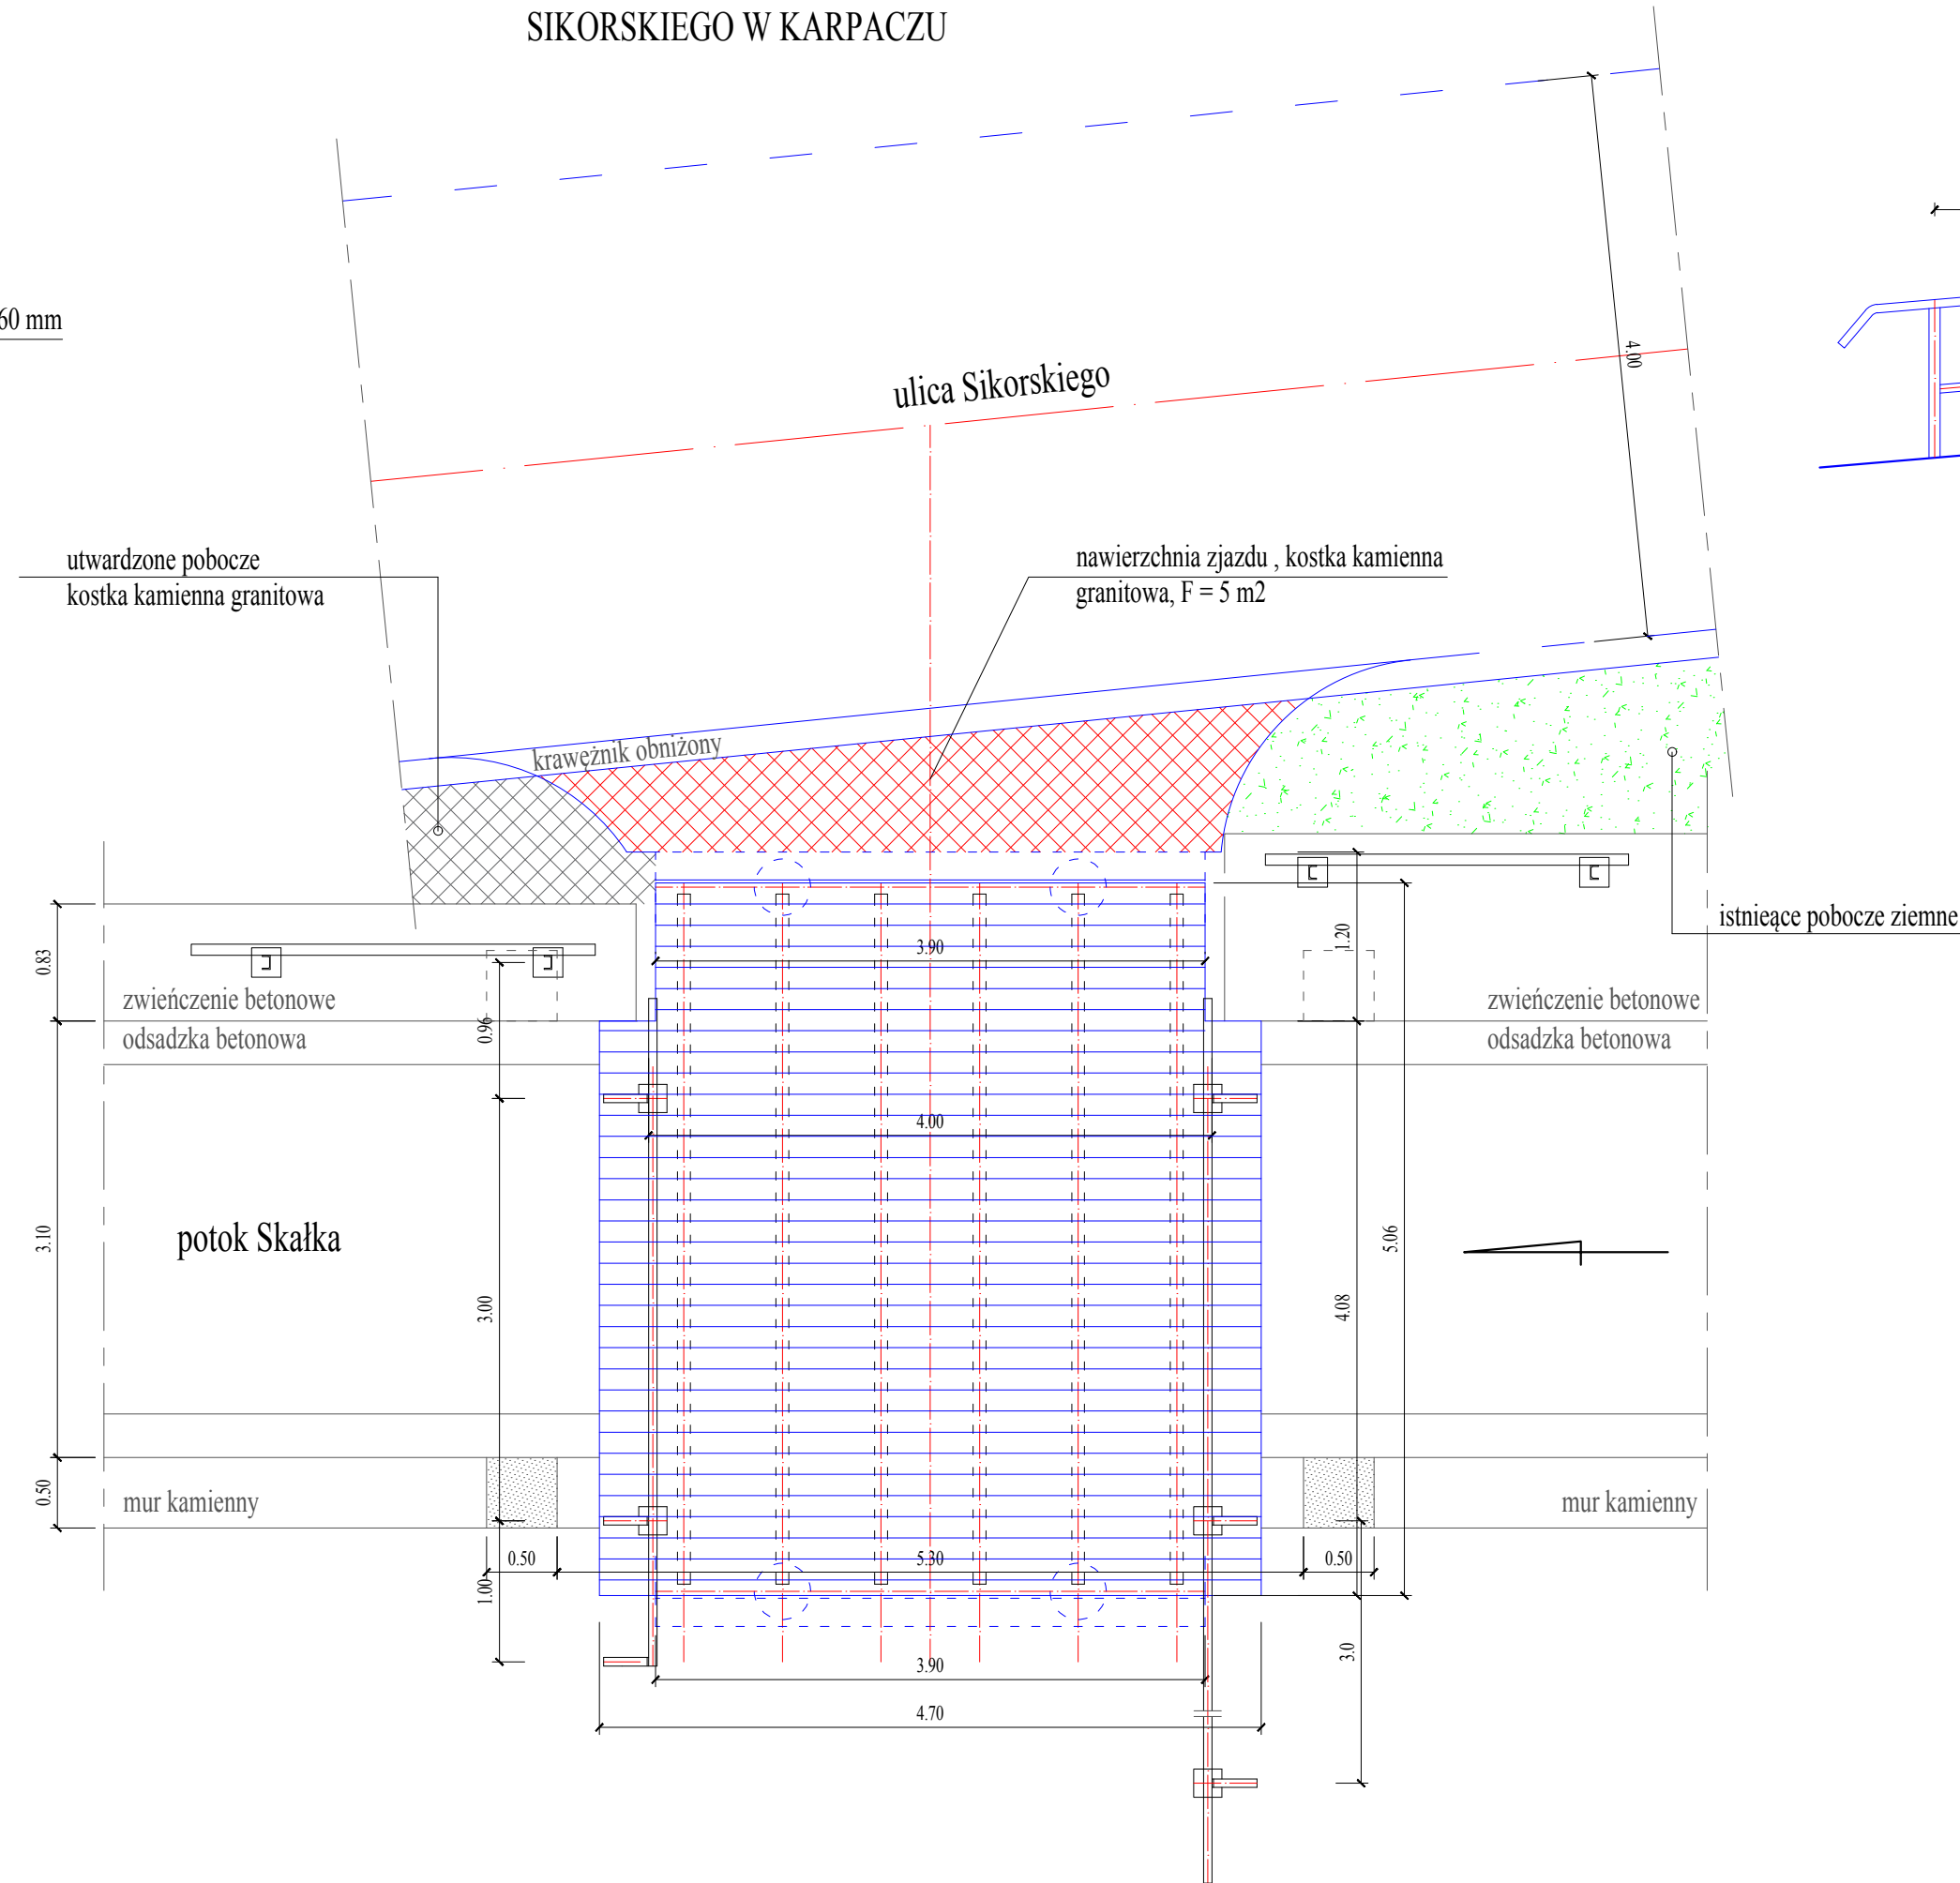 SIKORSKIEGO W KARPACZU
60 mm
4.00
ulica Sikorskiego
utwardzone pobocze
kostka kamienna granitowa
nawierzchnia zjazdu , kostka kamienna
granitowa, F = 5 m2
krawężnik obniżony
istnieące pobocze ziemne
0.83
3.90
1.20
zwieńczenie betonowe
zwieńczenie betonowe
0.96
odsadzka betonowa
odsadzka betonowa
4.00
3.10
potok Skałka
5.06
3.00
4.08
0.50
mur kamienny
mur kamienny
0.50
5.30
0.50
1.00
3.0
3.90
4.70